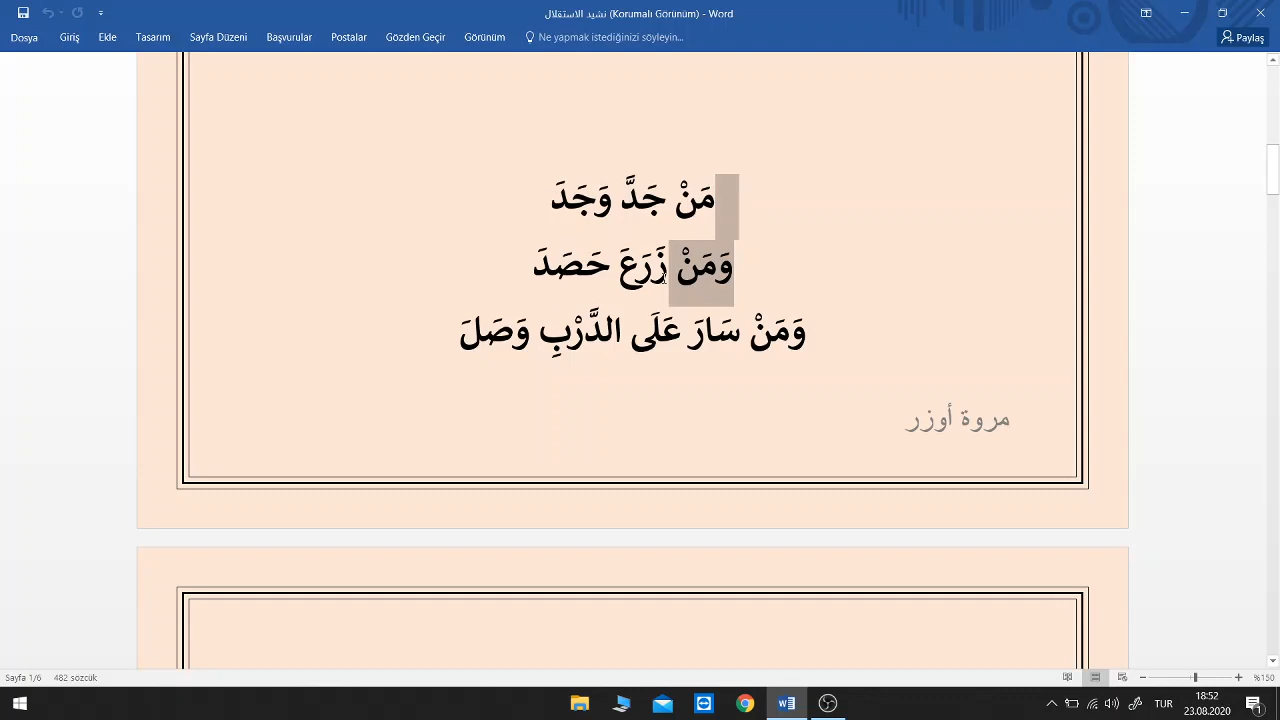 نشيد الاستقلال (Korumalı Görünüm) - Word
Dosya Giriş Ekle Tasarım Sayfa Düzeni Başvurular Postalar Gözden Geçir Görünüm Ne yapmak istediğinizi söyleyin... Paylaş
مَنْ جَدَّ وَجَدَ
وَمَنْ زَرَعَ حَصَدَ
وَمَنْ سَارَ عَلَى الدَّرْبِ وَصَلَ
مروة أوزر
Sayfa 1/6 482 sözcük %150
TUR 18:52
23.08.2020